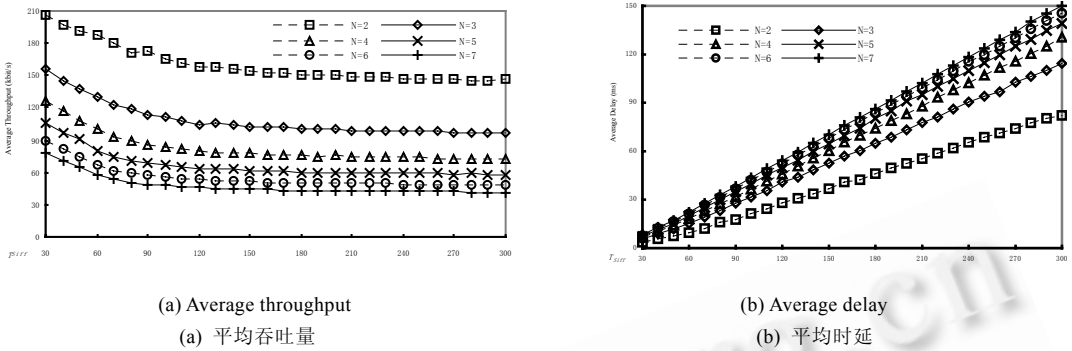 210
180
150
120
90
60
30
0
Average Throughput (kbit/s)
N=2
N=3
N=4
N=5
N=6
N=7
30
60
90
120
150
180
210
240
270
300
(a) Average throughput
(a) 平均吞吐量
150
120
90
60
30
0
Average Delay (ms)
N=2
N=3
N=4
N=5
N=6
N=7
30
60
90
120
150
180
210
240
270
300
(b) Average delay
(b) 平均时延